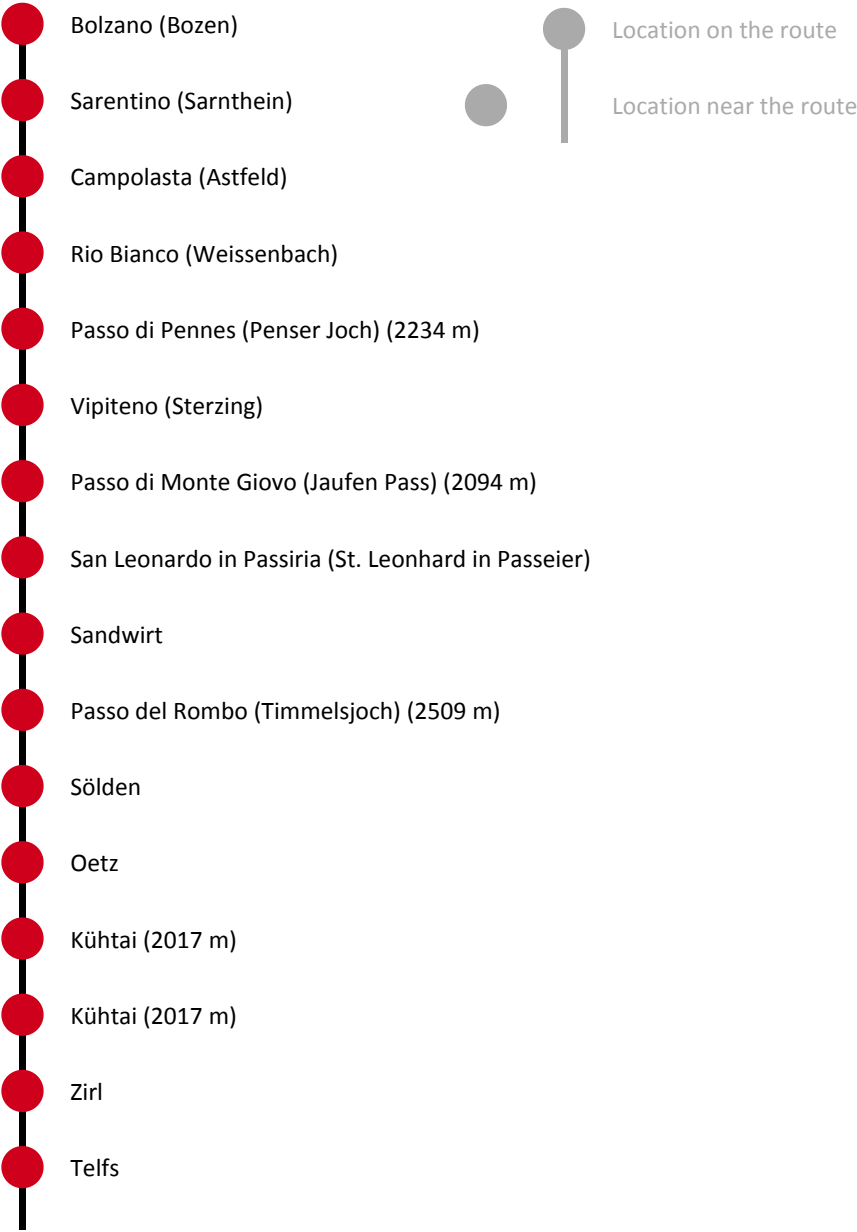 Bolzano (Bozen)
Location on the route
Sarentino (Sarnthein)
Location near the route
Campolasta (Astfeld)
Rio Bianco (Weissenbach)
Passo di Pennes (Penser Joch) (2234 m)
Vipiteno (Sterzing)
Passo di Monte Giovo (Jaufen Pass) (2094 m)
San Leonardo in Passiria (St. Leonhard in Passeier)
Sandwirt
Passo del Rombo (Timmelsjoch) (2509 m)
Sölden
Oetz
Kühtai (2017 m)
Kühtai (2017 m)
Zirl
Telfs